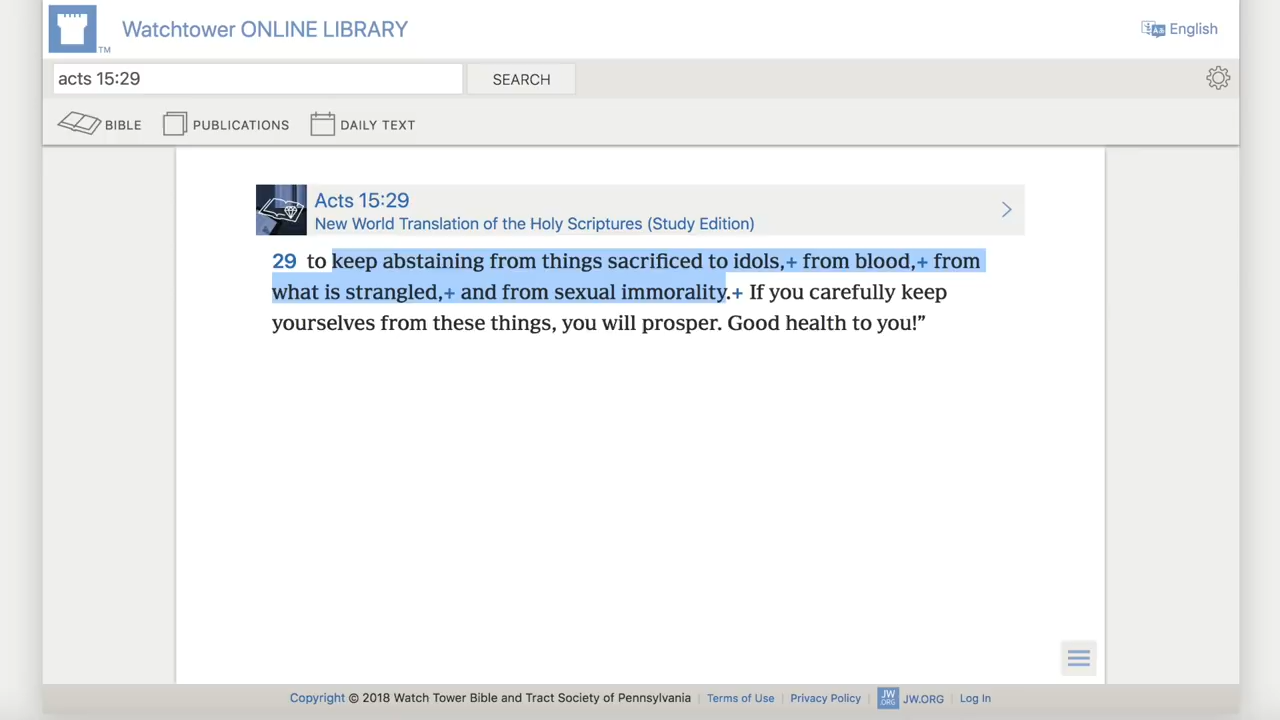 Watchtower ONLINE LIBRARY
English
TM
acts 15:29
SEARCH
BIBLE
PUBLICATIONS
DAILY TEXT
Acts 15:29
New World Translation of the Holy Scriptures (Study Edition)
29 to keep abstaining from things sacrificed to idols,+ from blood,+ from
what is strangled,+ and from sexual immorality.+ If you carefully keep
yourselves from these things, you will prosper. Good health to you!”
Copyright © 2018 Watch Tower Bible and Tract Society of Pennsylvania
Terms of Use
Privacy Policy
JW
.ORG
JW.ORG
Log In